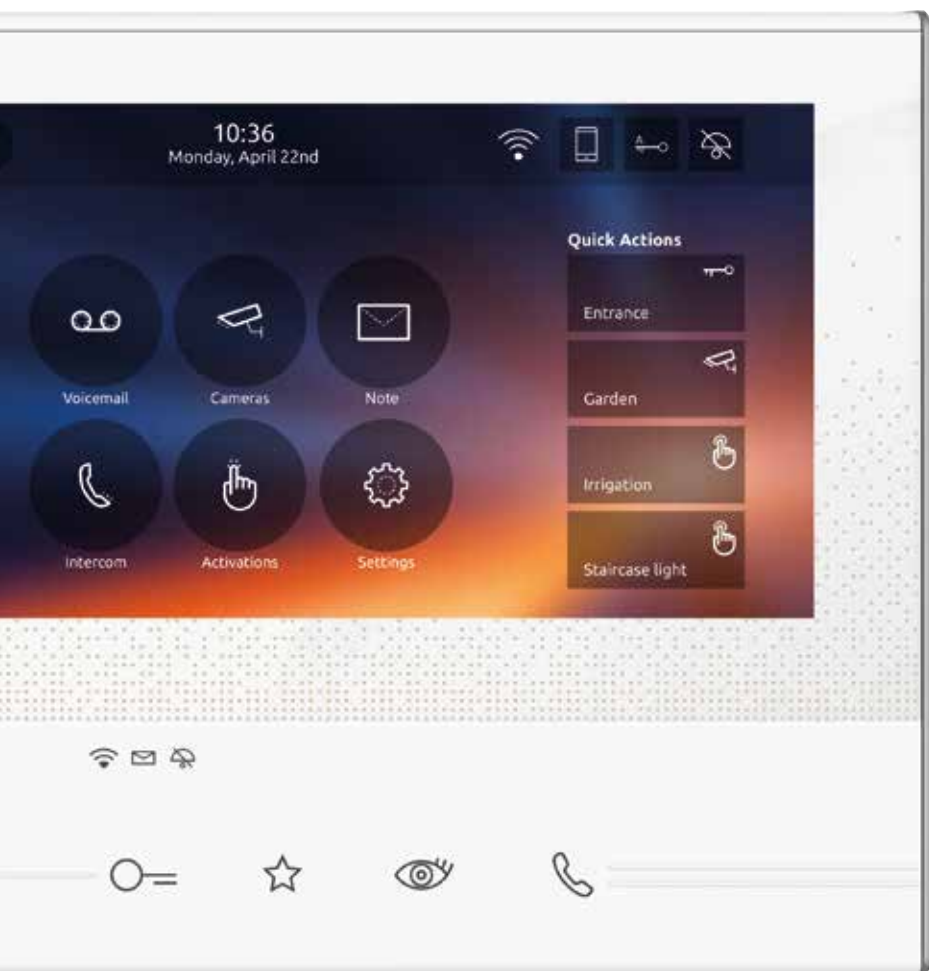 10:36
Monday, April 22nd
Quick Actions
Entrance
Garden
Irrigation
Staircase light
Voicemail
Cameras
Note
Intercom
Activations
Settings